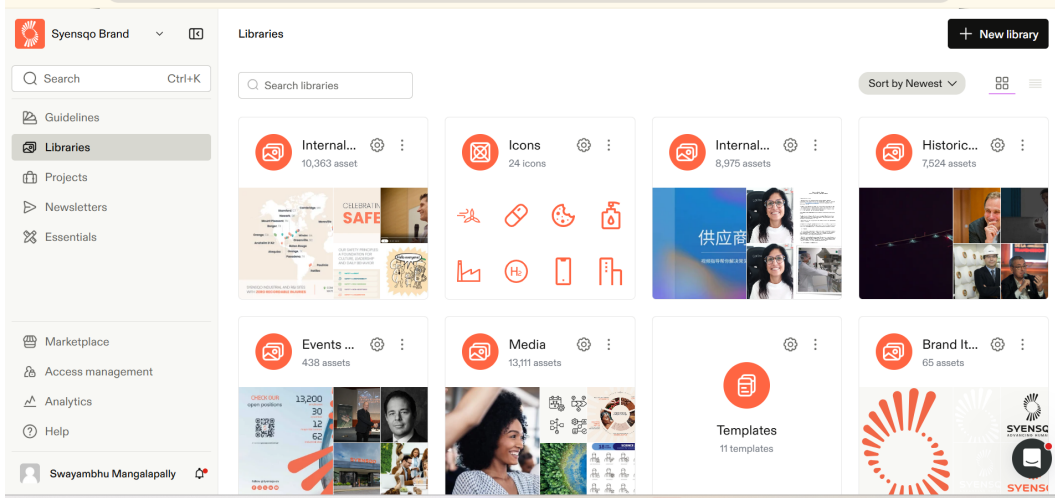 Syensqo Brand
Libraries
+ New library
Search Ctrl+K
Search libraries
Sort by Newest
Guidelines
Libraries
Projects
Newsletters
Essentials
Marketplace
Access management
Analytics
Help
Swayambhu Mangalapally
Internal...
10,363 asset
CELEBRATIN
SAFE
Icons
24 icons
H₂
Internal...
8,975 assets
供应商
Historic...
7,524 assets
Events ...
438 assets
CHECK OUR
open positions
13,200
30
12
62
Media
13,111 assets
Templates
11 templates
Brand It...
65 assets
SYENSQ
SYENSQ
SYENS